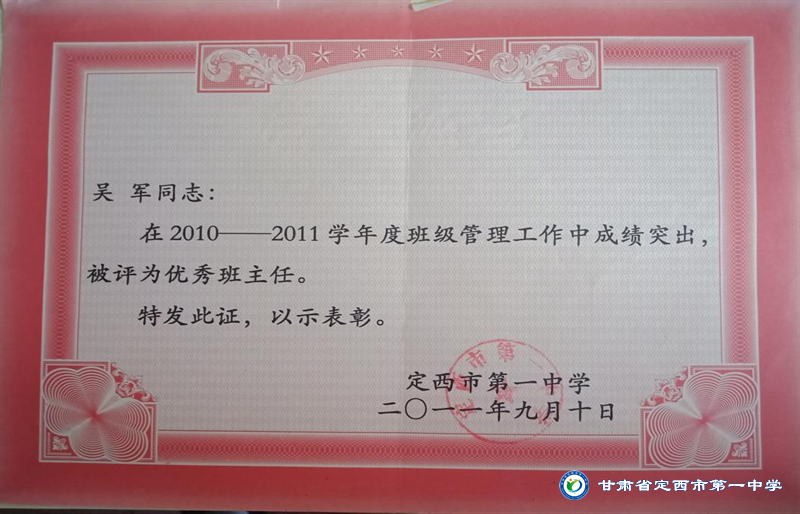 吴 军同志：
在2010——2011学年度班级管理工作中成绩突出，
被评为优秀班主任。
特发此证，以示表彰。
定西市第一中学
二〇一一年九月十日
甘肃省定西市第一中学